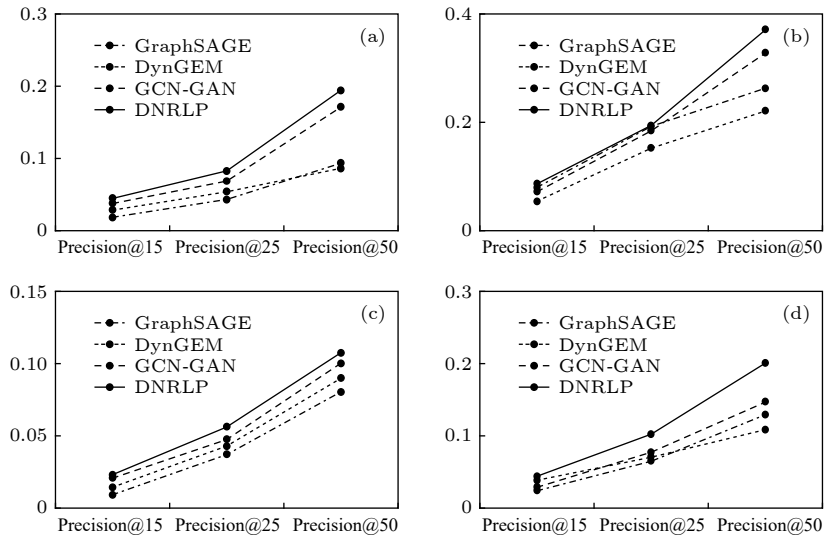 0.3
(a)
GraphSAGE
DynGEM
GCN-GAN
DNRLP
0.2
0.1
0
Precision@15 Precision@25 Precision@50
0.4
(b)
GraphSAGE
DynGEM
GCN-GAN
DNRLP
0.2
0
Precision@15 Precision@25 Precision@50
0.15
(c)
GraphSAGE
DynGEM
GCN-GAN
DNRLP
0.10
0.05
0
Precision@15 Precision@25 Precision@50
0.3
(d)
GraphSAGE
DynGEM
GCN-GAN
DNRLP
0.2
0.1
0
Precision@15 Precision@25 Precision@50